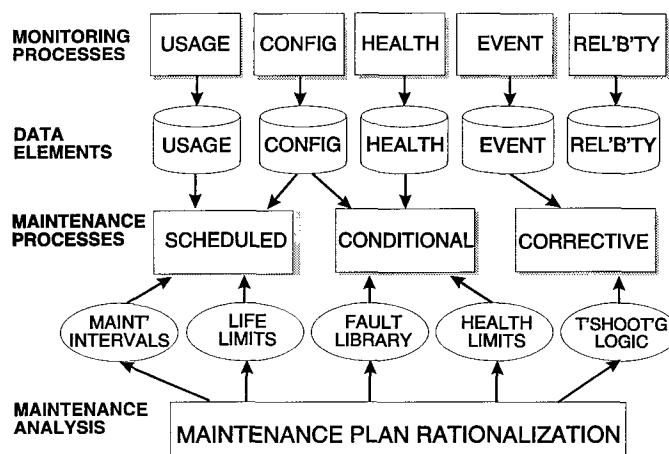 MONITORING
PROCESSES
USAGE
CONFIG
HEALTH
EVENT
REL'B'TY
DATA
ELEMENTS
USAGE
CONFIG
HEALTH
EVENT
REL'B'TY
MAINTENANCE
PROCESSES
SCHEDULED
CONDITIONAL
CORRECTIVE
MAINT'
INTERVALS
LIFE
LIMITS
FAULT
LIBRARY
HEALTH
LIMITS
T'SHOOT'G
LOGIC
MAINTENANCE
ANALYSIS
MAINTENANCE PLAN RATIONALIZATION